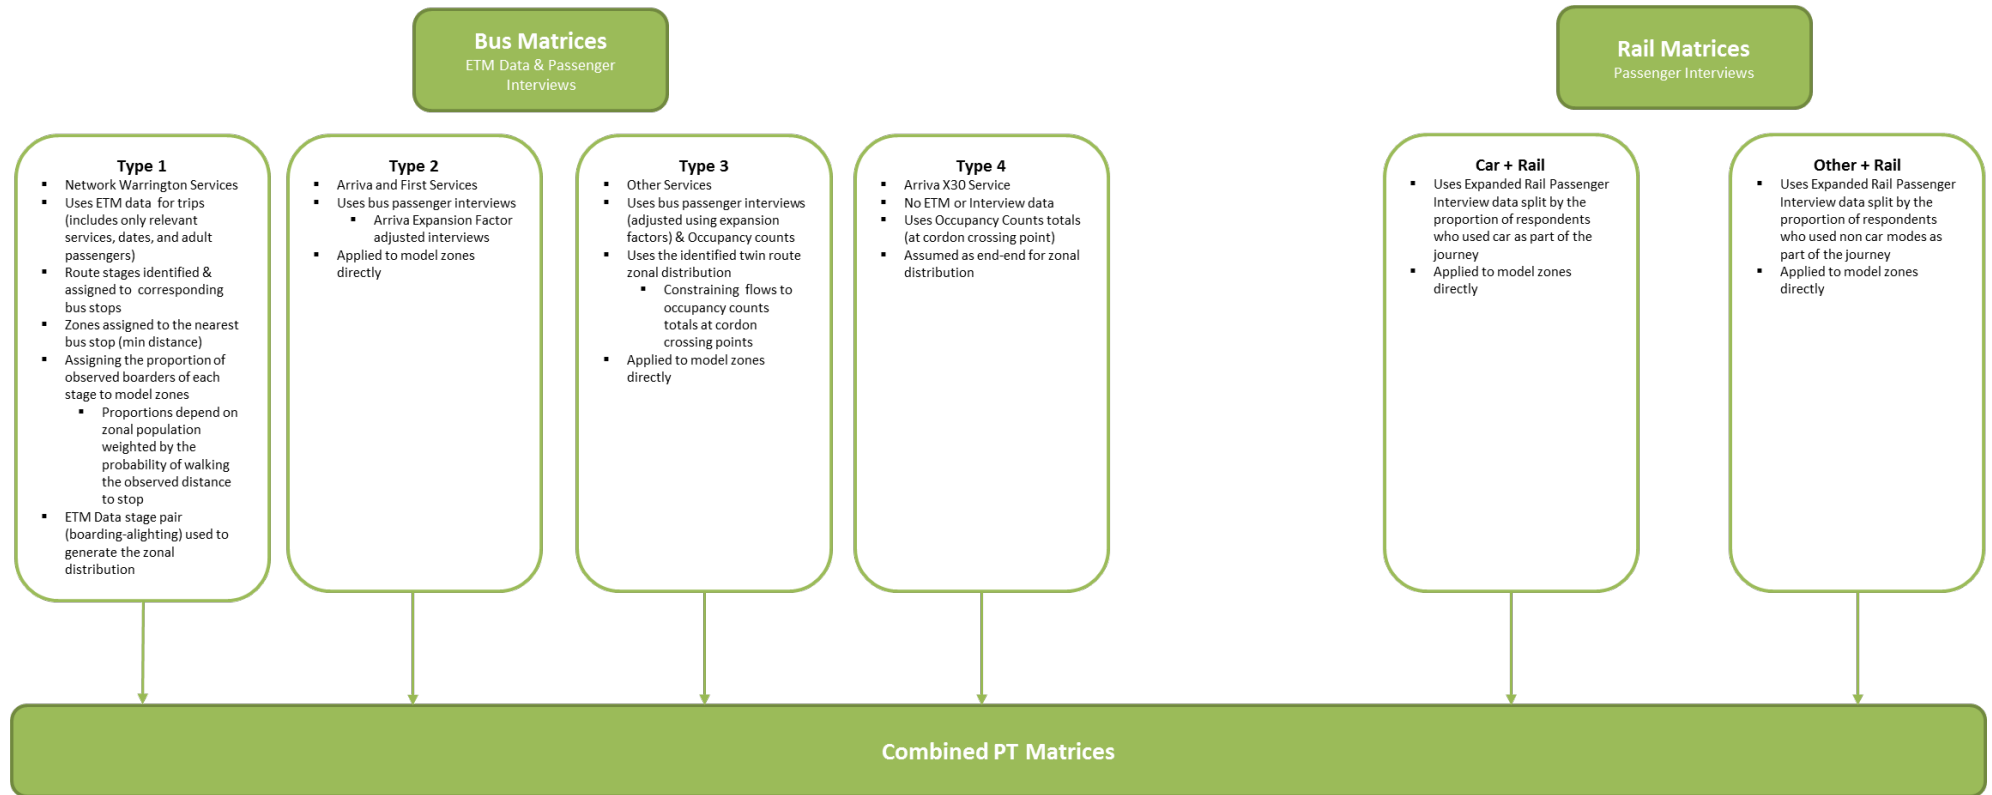 Bus Matrices
ETM Data & Passenger
Interviews
Rail Matrices
Passenger Interviews
Type 1
▪ Network Warrington Services
▪ Uses ETM data for trips
(includes only relevant
services, dates, and adult
passengers)
▪ Route stages identified &
assigned to corresponding
bus stops
▪ Zones assigned to the nearest
bus stop (min distance)
▪ Assigning the proportion of
observed boarders of each
stage to model zones
▪ Proportions depend on
zonal population
weighted by the
probability of walking
the observed distance
to stop
▪ ETM Data stage pair
(boarding-alighting) used to
generate the zonal
distribution
Type 2
▪ Arriva and First Services
▪ Uses bus passenger interviews
▪ Arriva Expansion Factor
adjusted interviews
▪ Applied to model zones
directly
Type 3
▪ Other Services
▪ Uses bus passenger interviews
(adjusted using expansion
factors) & Occupancy counts
▪ Uses the identified twin route
zonal distribution
▪ Constraining flows to
occupancy counts
totals at cordon
crossing points
▪ Applied to model zones
directly
Type 4
▪ Arriva X30 Service
▪ No ETM or Interview data
▪ Uses Occupancy Counts totals
(at cordon crossing point)
▪ Assumed as end-end for zonal
distribution
Car + Rail
▪ Uses Expanded Rail Passenger
Interview data split by the
proportion of respondents
who used car as part of the
journey
▪ Applied to model zones
directly
Other + Rail
▪ Uses Expanded Rail Passenger
Interview data split by the
proportion of respondents
who used non car modes as
part of the journey
▪ Applied to model zones
directly
Combined PT Matrices